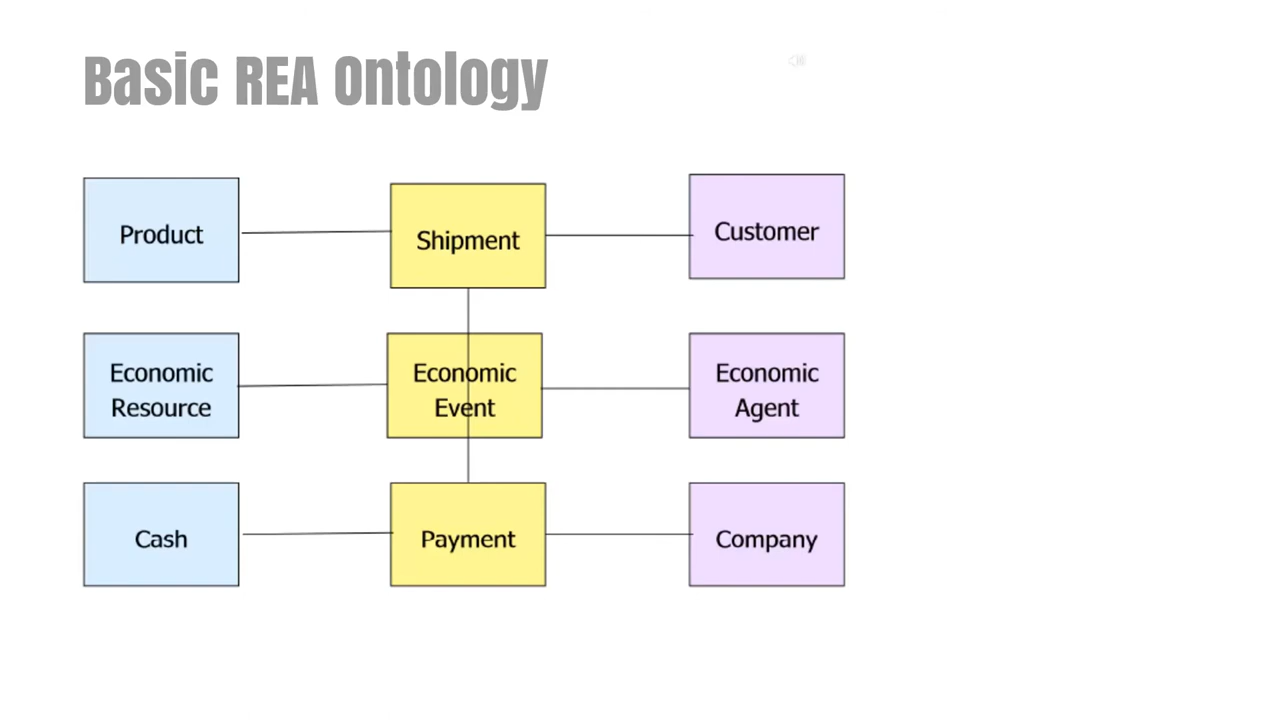 Basic REA Ontology
Product
Shipment
Customer
Economic
Resource
Economic
Event
Economic
Agent
Cash
Payment
Company